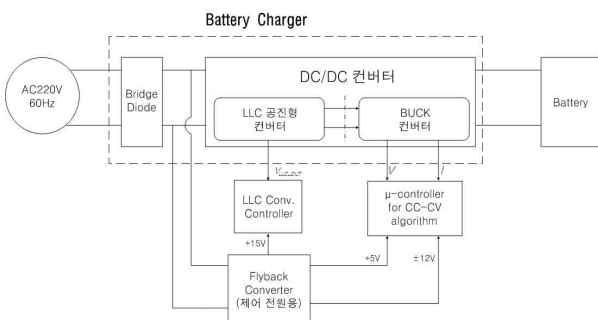 Battery Charger
AC220V
60Hz
Bridge
Diode
DC/DC 컨버터
LLC 공진형
컨버터
BUCK
컨버터
Battery
V_LLC_OUT
V
I
LLC Conv.
Controller
μ-controller
for CC-CV
algorithm
+15V
+5V
±12V
Flyback
Converter
(제어 전원용)